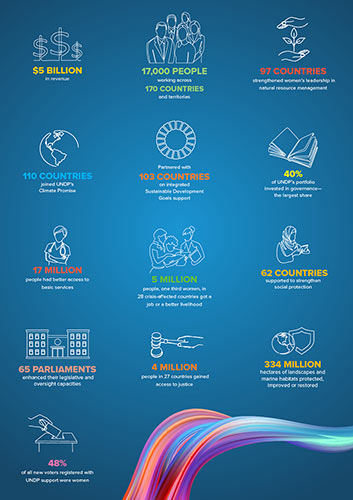 $5 BILLION
in revenue
17,000 PEOPLE
working across
170 COUNTRIES
and territories
97 COUNTRIES
strengthened women's leadership in
natural resource management
110 COUNTRIES
joined UNDP's
Climate Promise
Partnered with
103 COUNTRIES
on integrated
Sustainable Development
Goals support
40%
of UNDP's portfolio
invested in governance—
the largest share
17 MILLION
people had better access to
basic services
5 MILLION
people, one third women, in
28 crisis-affected countries got a
job or a better livelihood
62 COUNTRIES
supported to strengthen
social protection
65 PARLIAMENTS
enhanced their legislative and
oversight capacities
4 MILLION
people in 27 countries gained
access to justice
334 MILLION
hectares of landscapes and
marine habitats protected,
improved or restored
48%
of all new voters registered with
UNDP support were women